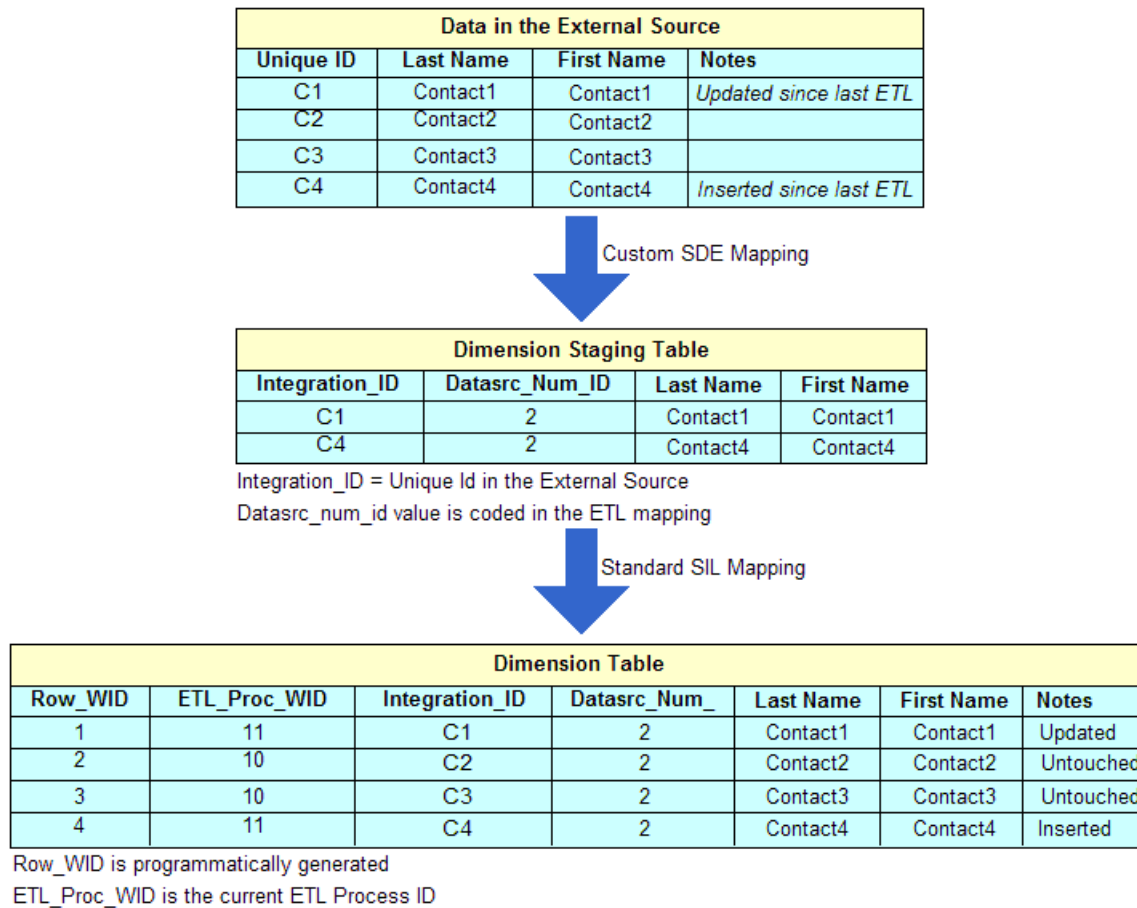 Data in the External Source
Unique ID Last Name First Name Notes
C1 Contact1 Contact1 Updated since last ETL
C2 Contact2 Contact2
C3 Contact3 Contact3
C4 Contact4 Contact4 Inserted since last ETL
Custom SDE Mapping
Dimension Staging Table
Integration_ID Datasrc_Num_ID Last Name First Name
C1 2 Contact1 Contact1
C4 2 Contact4 Contact4
Integration_ID = Unique Id in the External Source
Datasrc_num_id value is coded in the ETL mapping
Standard SIL Mapping
Dimension Table
Row_WID ETL_Proc_WID Integration_ID Datasrc_Num_ Last Name First Name Notes
1 11 C1 2 Contact1 Contact1 Updated
2 10 C2 2 Contact2 Contact2 Untouched
3 10 C3 2 Contact3 Contact3 Untouched
4 11 C4 2 Contact4 Contact4 Inserted
Row_WID is programmatically generated
ETL_Proc_WID is the current ETL Process ID